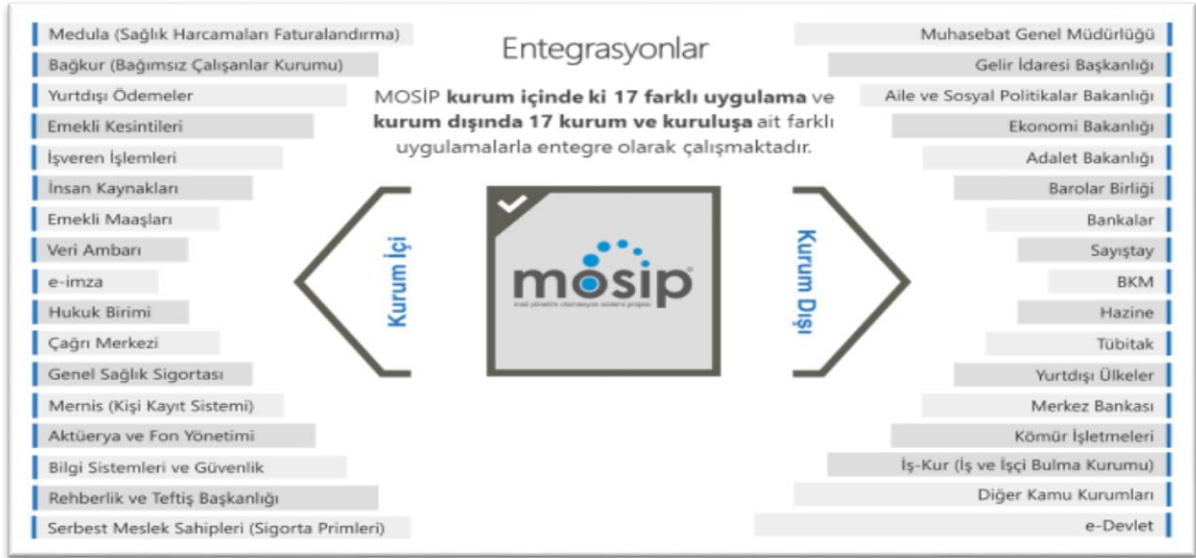 Entegrasyonlar
MOSİP kurum içinde ki 17 farklı uygulama ve
kurum dışında 17 kurum ve kuruluşa ait farklı
uygulamalarla entegre olarak çalışmaktadır.
Medula (Sağlık Harcamaları Faturalandırma)
Bağkur (Bağımsız Çalışanlar Kurumu)
Yurtdışı Ödemeler
Emekli Kesintileri
İşveren İşlemleri
İnsan Kaynakları
Emekli Maaşları
Veri Ambarı
e-imza
Hukuk Birimi
Çağrı Merkezi
Genel Sağlık Sigortası
Mernis (Kişi Kayıt Sistemi)
Aktüerya ve Fon Yönetimi
Bilgi Sistemleri ve Güvenlik
Rehberlik ve Teftiş Başkanlığı
Serbest Meslek Sahipleri (Sigorta Primleri)
Kurum İçi
mosip
mali yönetim otomasyon sistemi projesi
Kurum Dışı
Muhasebat Genel Müdürlüğü
Gelir İdaresi Başkanlığı
Aile ve Sosyal Politikalar Bakanlığı
Ekonomi Bakanlığı
Adalet Bakanlığı
Barolar Birliği
Bankalar
Sayıştay
BKM
Hazine
Tübitak
Yurtdışı Ülkeler
Merkez Bankası
Kömür İşletmeleri
İş-Kur (İş ve İşçi Bulma Kurumu)
Diğer Kamu Kurumları
e-Devlet